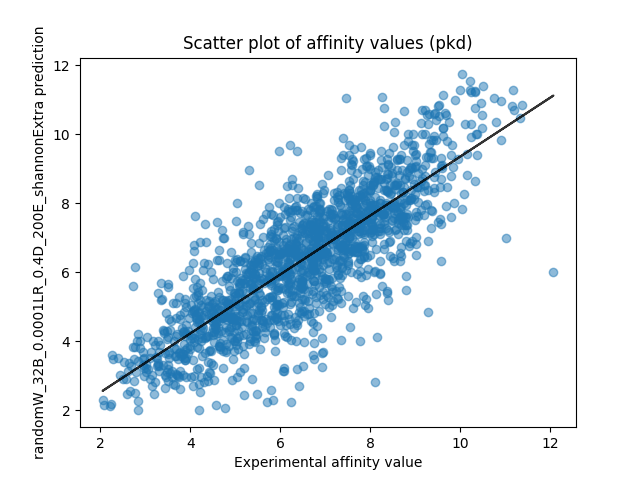 Scatter plot of affinity values (pkd)
randomW_32B_0.0001LR_0.4D_200E_shannonExtra prediction
12
10
8
6
4
2
2 4 6 8 10 12
Experimental affinity value